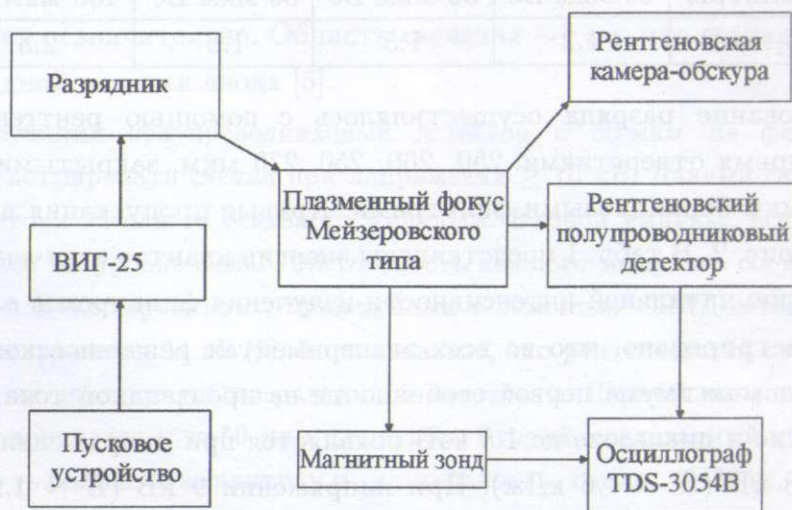 Разрядник
Рентгеновская
камера-обскура
ВИГ-25
Плазменный фокус
Мейзеровского
типа
Рентгеновский
полупроводниковый
детектор
Пусковое
устройство
Магнитный зонд
Осциллограф
TDS-3054B